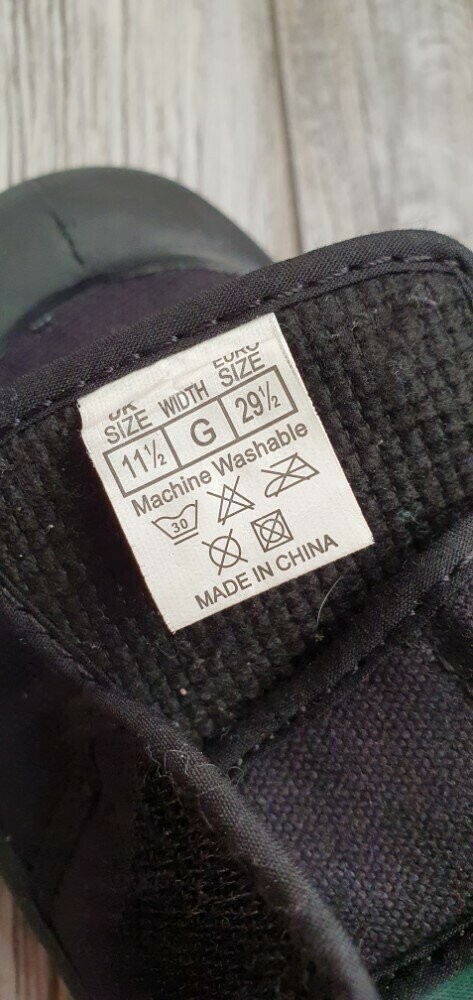 UK WIDTH EURO
SIZE SIZE
11½ G 29½
Machine Washable
30
MADE IN CHINA